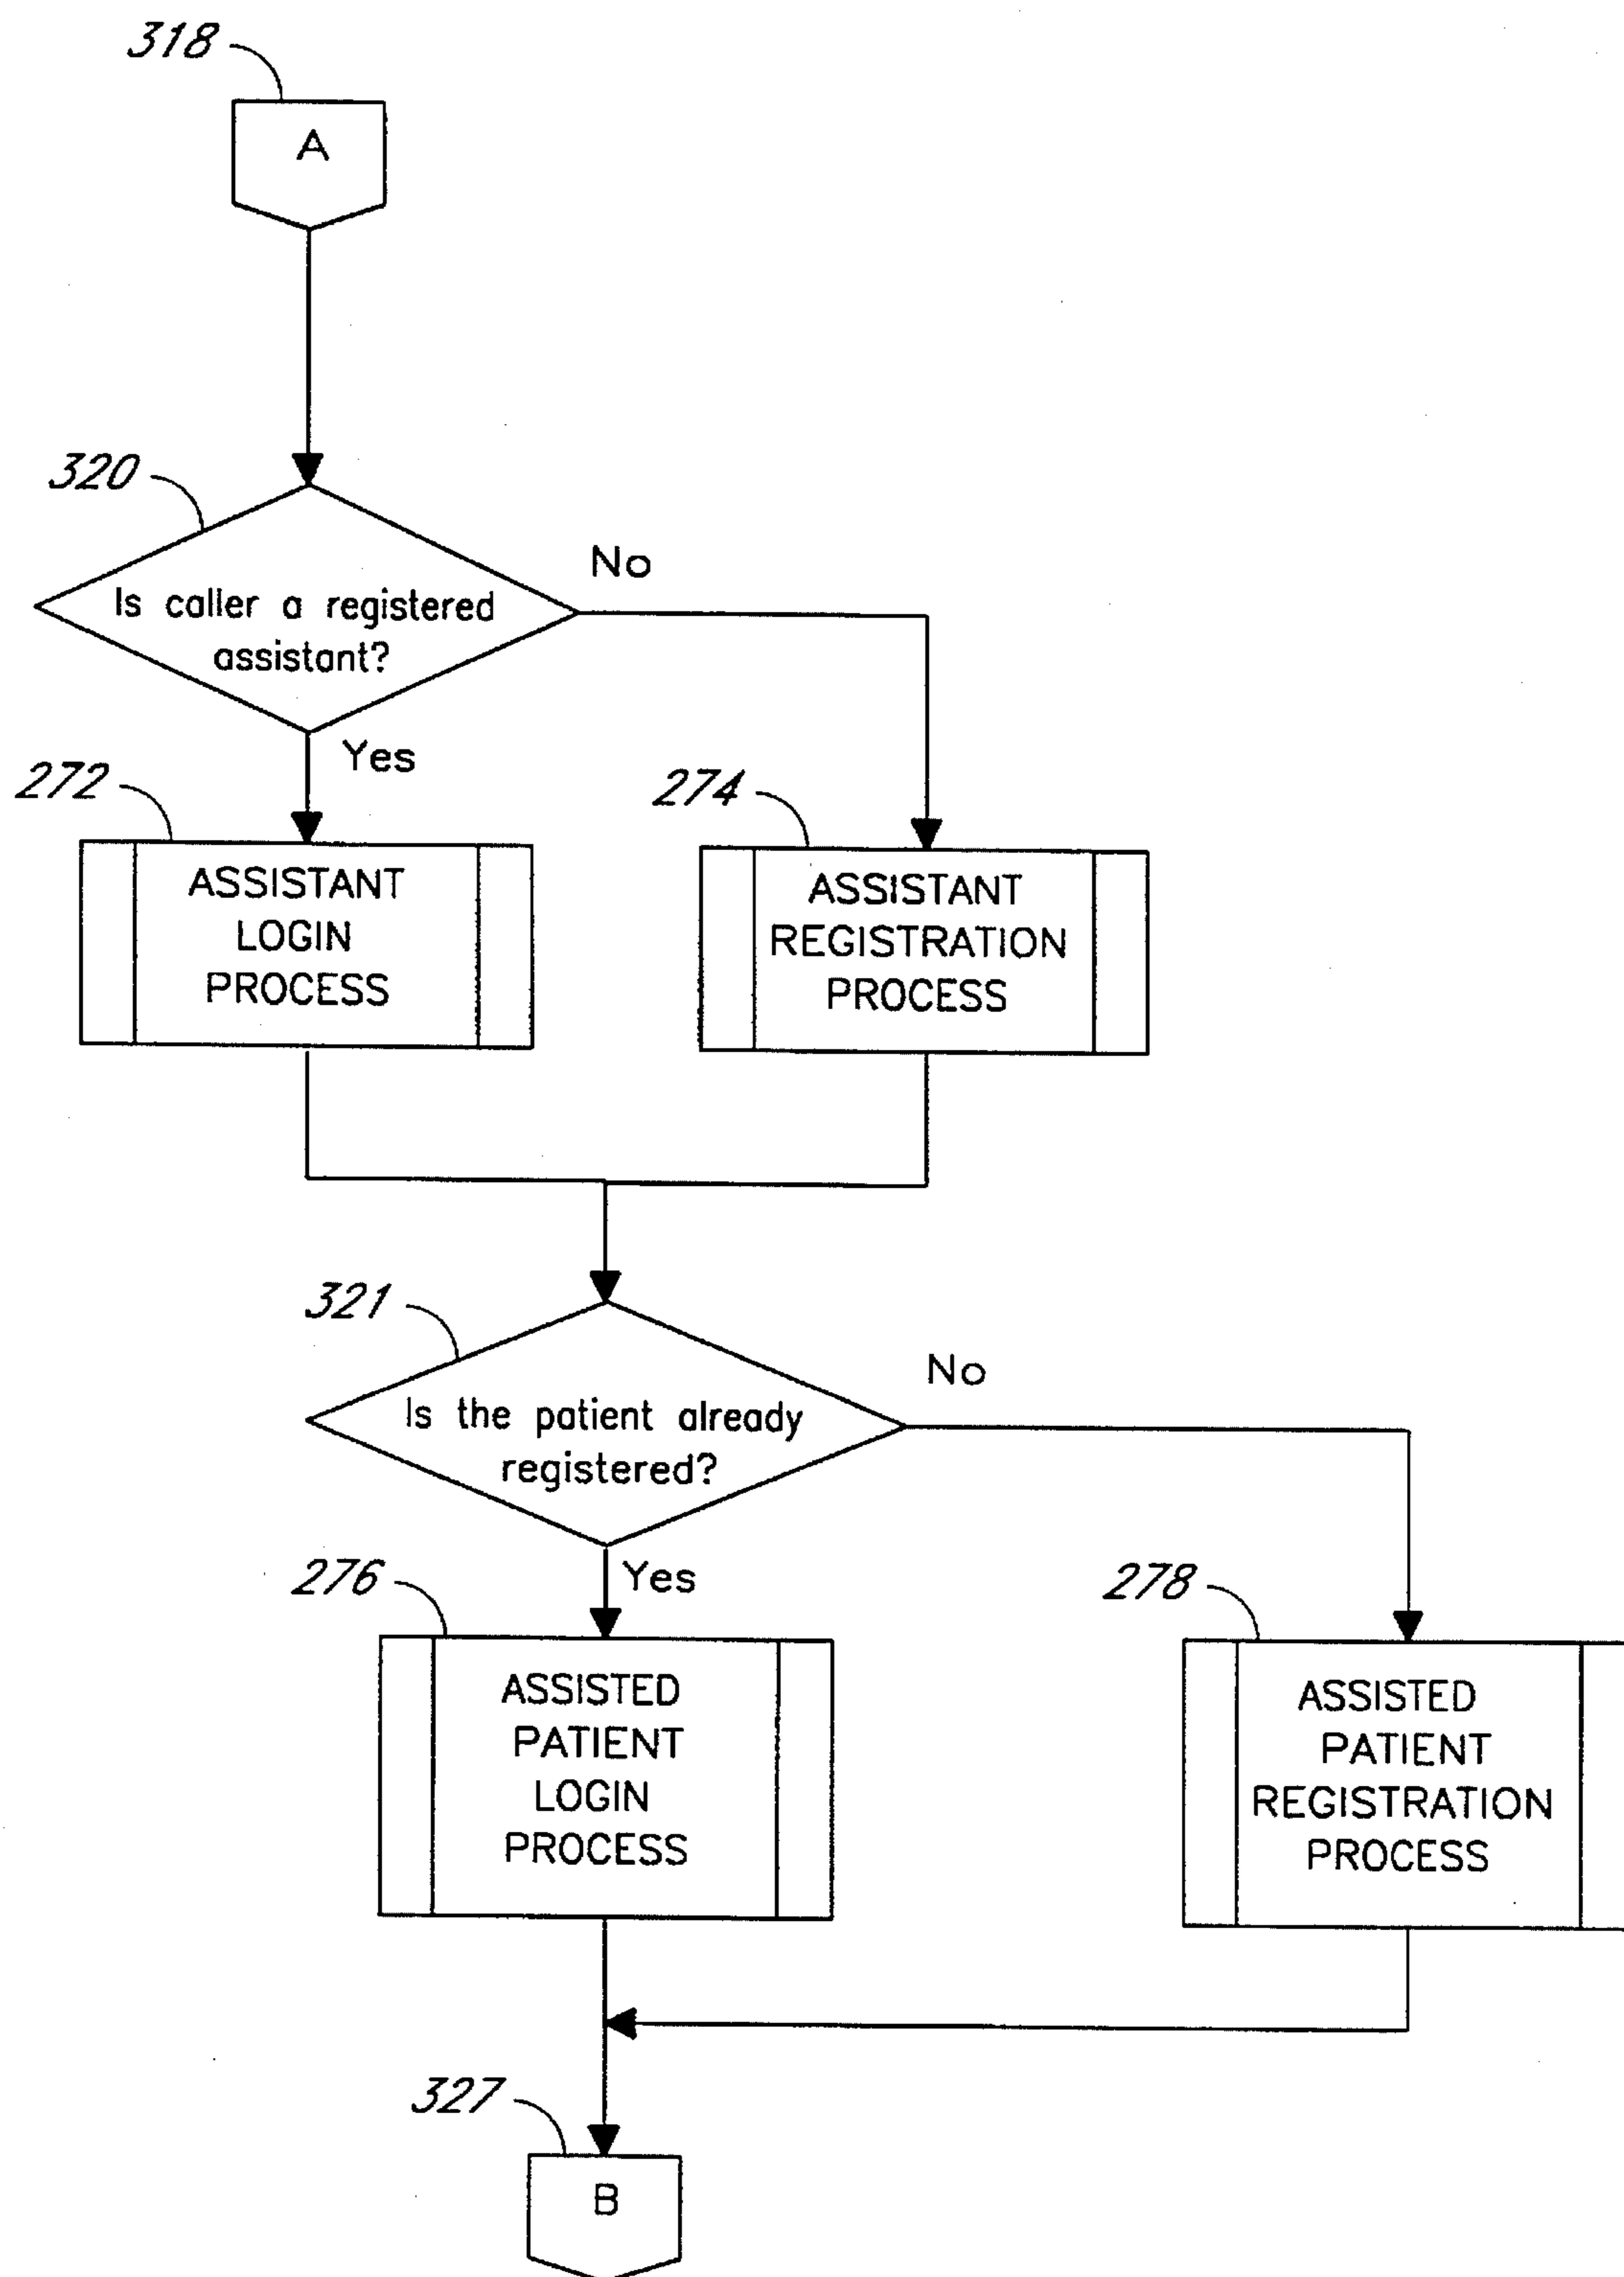 318
A
320
No
Is caller a registered
assistant?
Yes
272
274
ASSISTANT
LOGIN
PROCESS
ASSISTANT
REGISTRATION
PROCESS
321
No
Is the patient already
registered?
Yes
276
278
ASSISTED
PATIENT
LOGIN
PROCESS
ASSISTED
PATIENT
REGISTRATION
PROCESS
327
B